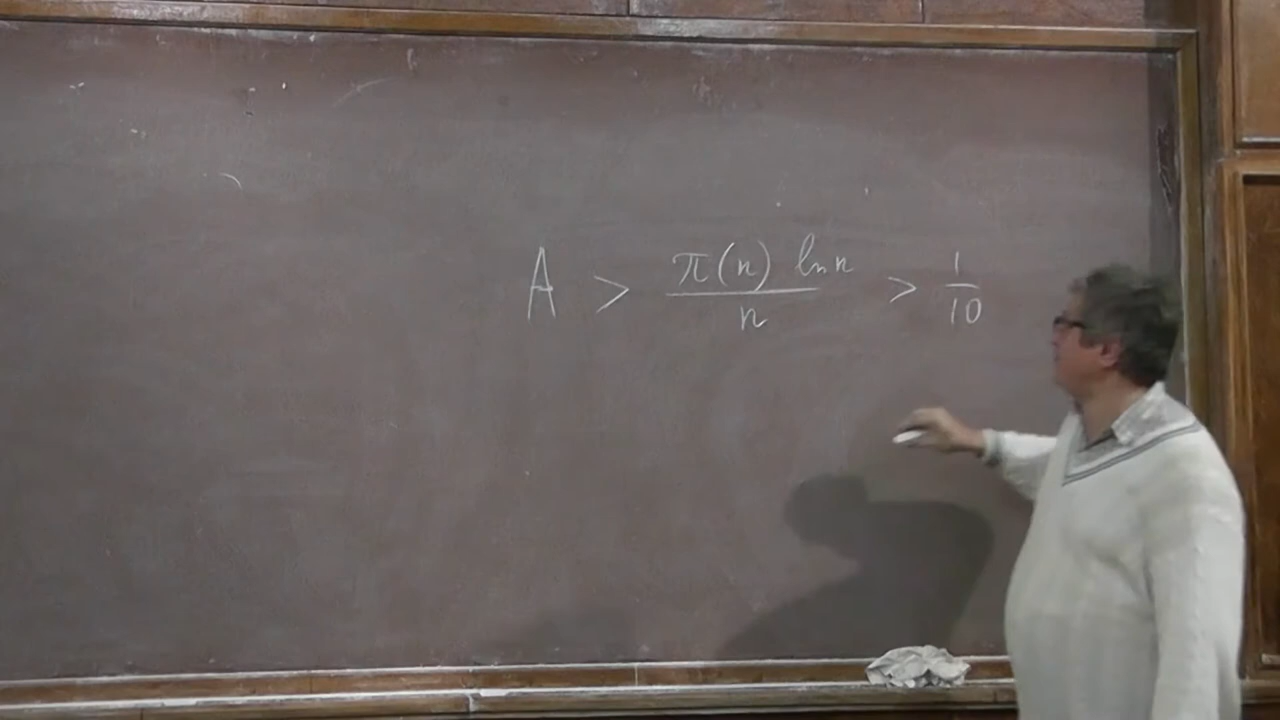 A > π(n) ln n / n > 1/10